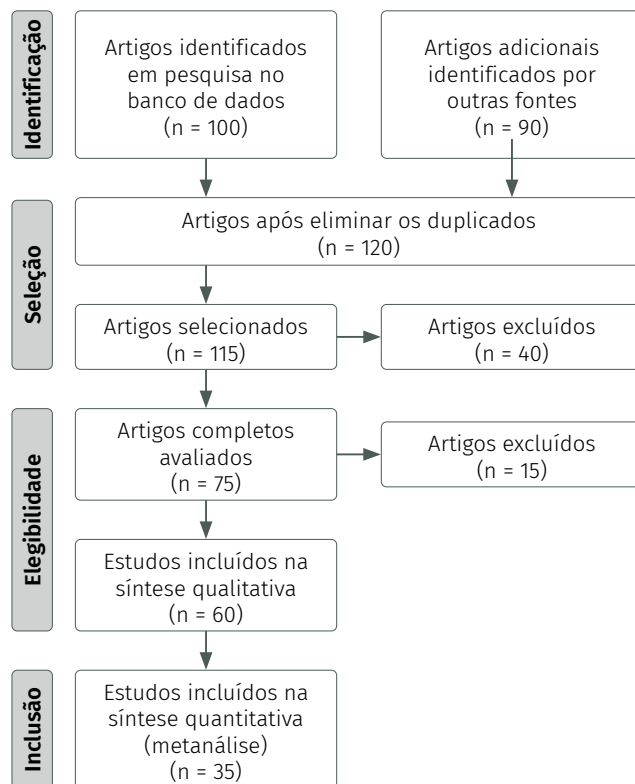 Identificação
Artigos identificados
em pesquisa no
banco de dados
(n = 100)
Artigos adicionais
identificados por
outras fontes
(n = 90)
Seleção
Artigos após eliminar os duplicados
(n = 120)
Artigos selecionados
(n = 115)
Artigos excluídos
(n = 40)
Elegibilidade
Artigos completos
avaliados
(n = 75)
Artigos excluídos
(n = 15)
Estudos incluídos na
síntese qualitativa
(n = 60)
Inclusão
Estudos incluídos na
síntese quantitativa
(metanálise)
(n = 35)